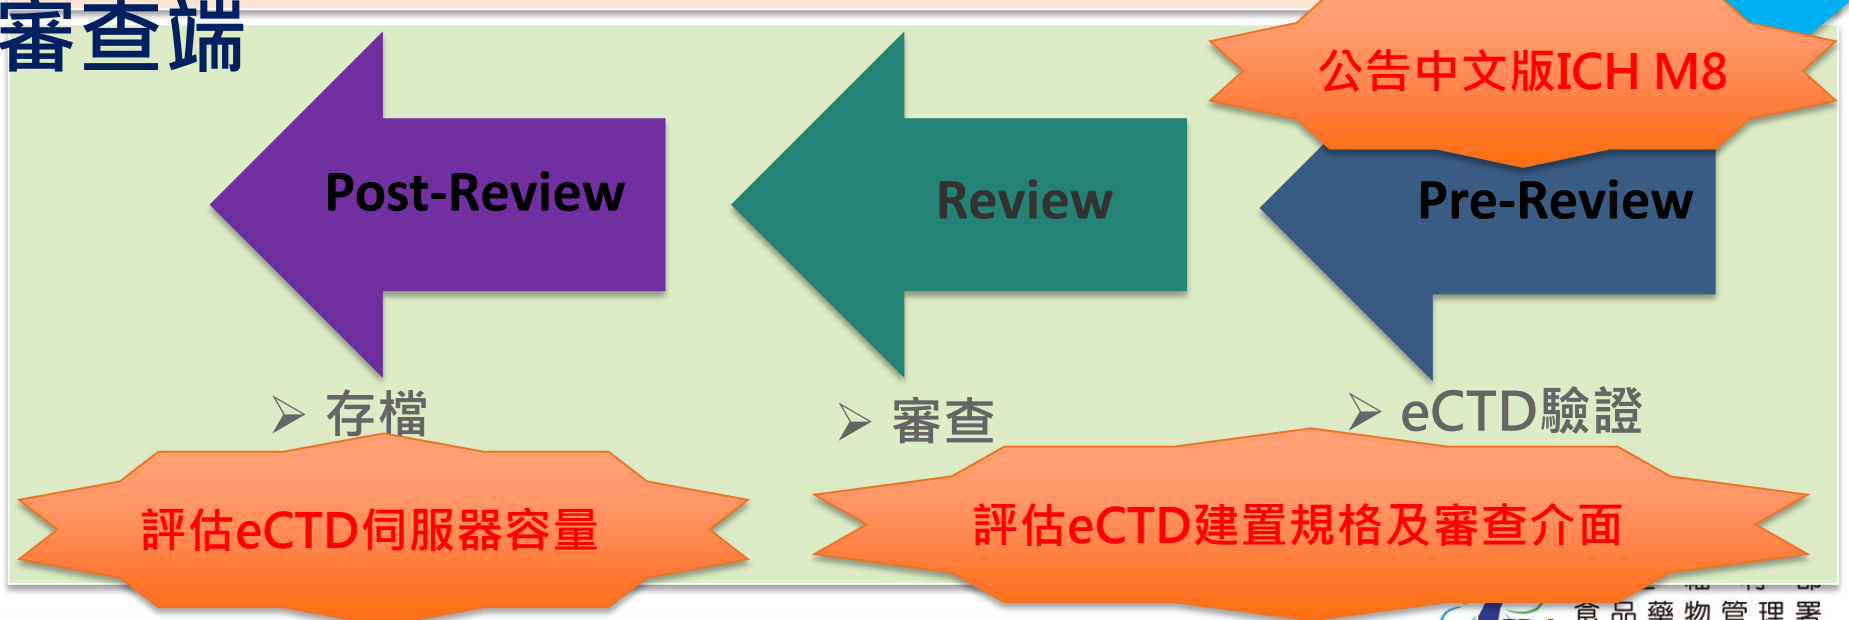 審查端
公告中文版ICH M8
Post-Review
Review
Pre-Review
➢ 存檔
➢ 審查
➢ eCTD驗證
評估eCTD伺服器容量
評估eCTD建置規格及審查介面
食品藥物管理署